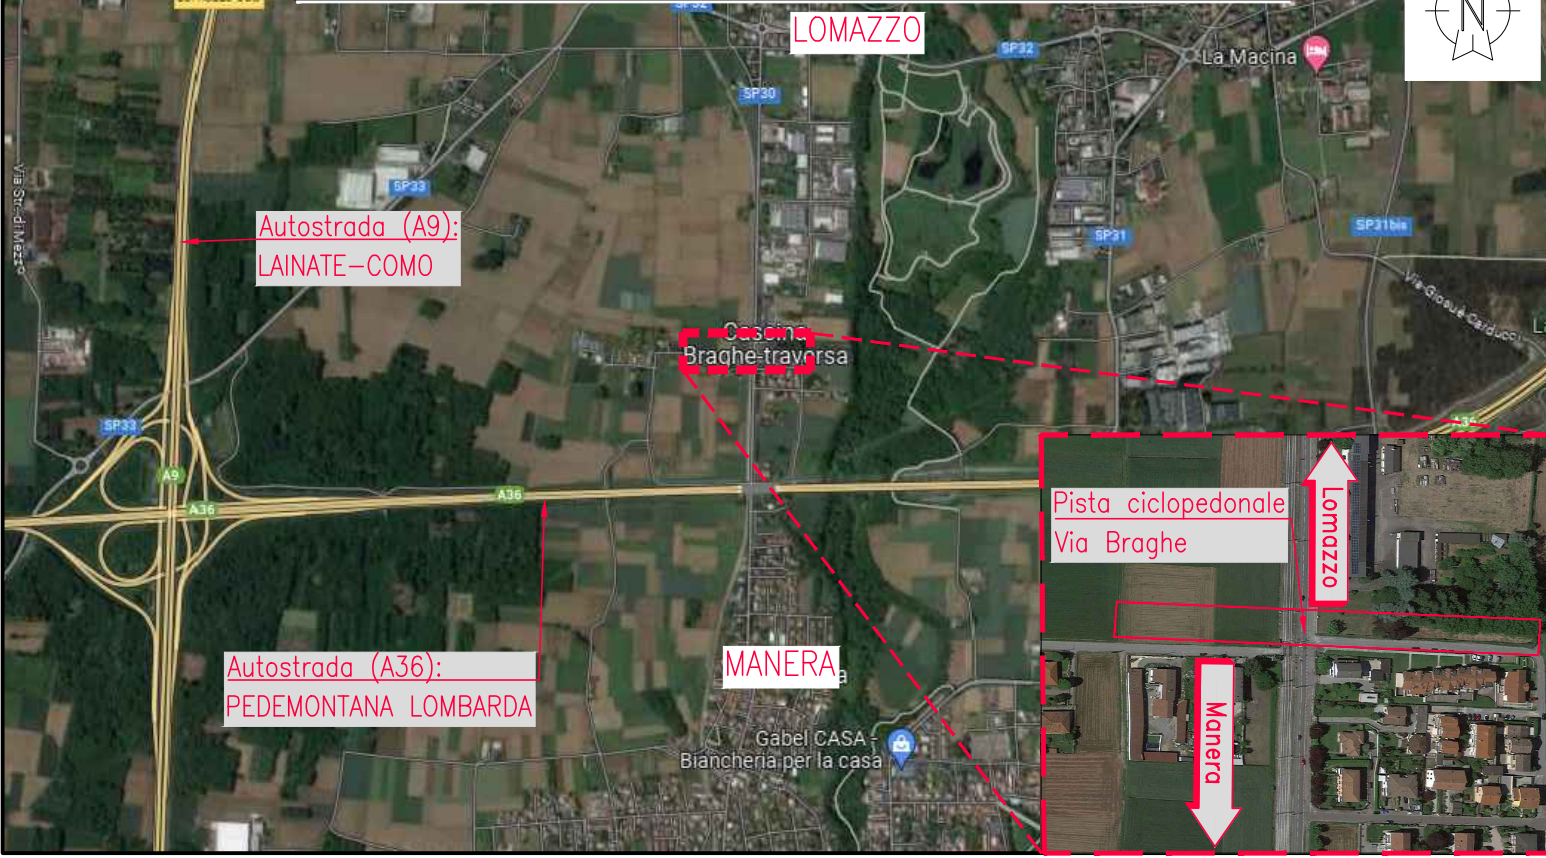 LOMAZZO
N
SP32
La Macina
SP30
Via Str. di Mezzo
SP33
Autostrada (A9):
LAINATE-COMO
SP31
SP31bis
Via Giosuè Carducci
Cascina
Braghe-traversa
SP33
A9
A36
A36
A36
Pista ciclopedonale
Via Braghe
Lomazzo
Manera
Autostrada (A36):
PEDEMONTANA LOMBARDA
MANERA
Gabel CASA -
Biancheria per la casa